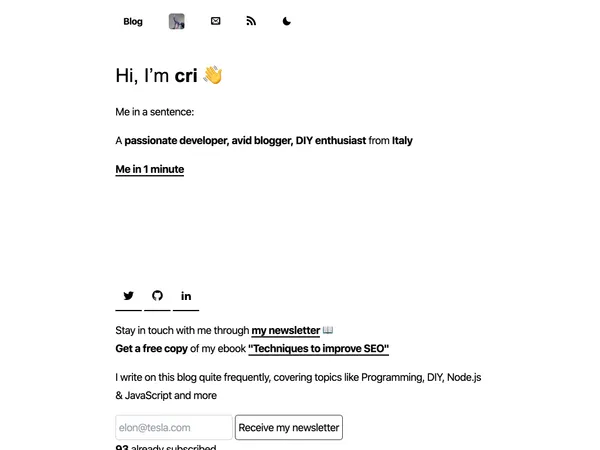 Blog
Hi, I’m cri 👋
Me in a sentence:
A passionate developer, avid blogger, DIY enthusiast from Italy
Me in 1 minute
Stay in touch with me through my newsletter 📖
Get a free copy of my ebook "Techniques to improve SEO"
I write on this blog quite frequently, covering topics like Programming, DIY, Node.js
& JavaScript and more
elon@tesla.com Receive my newsletter
93 already subscribed